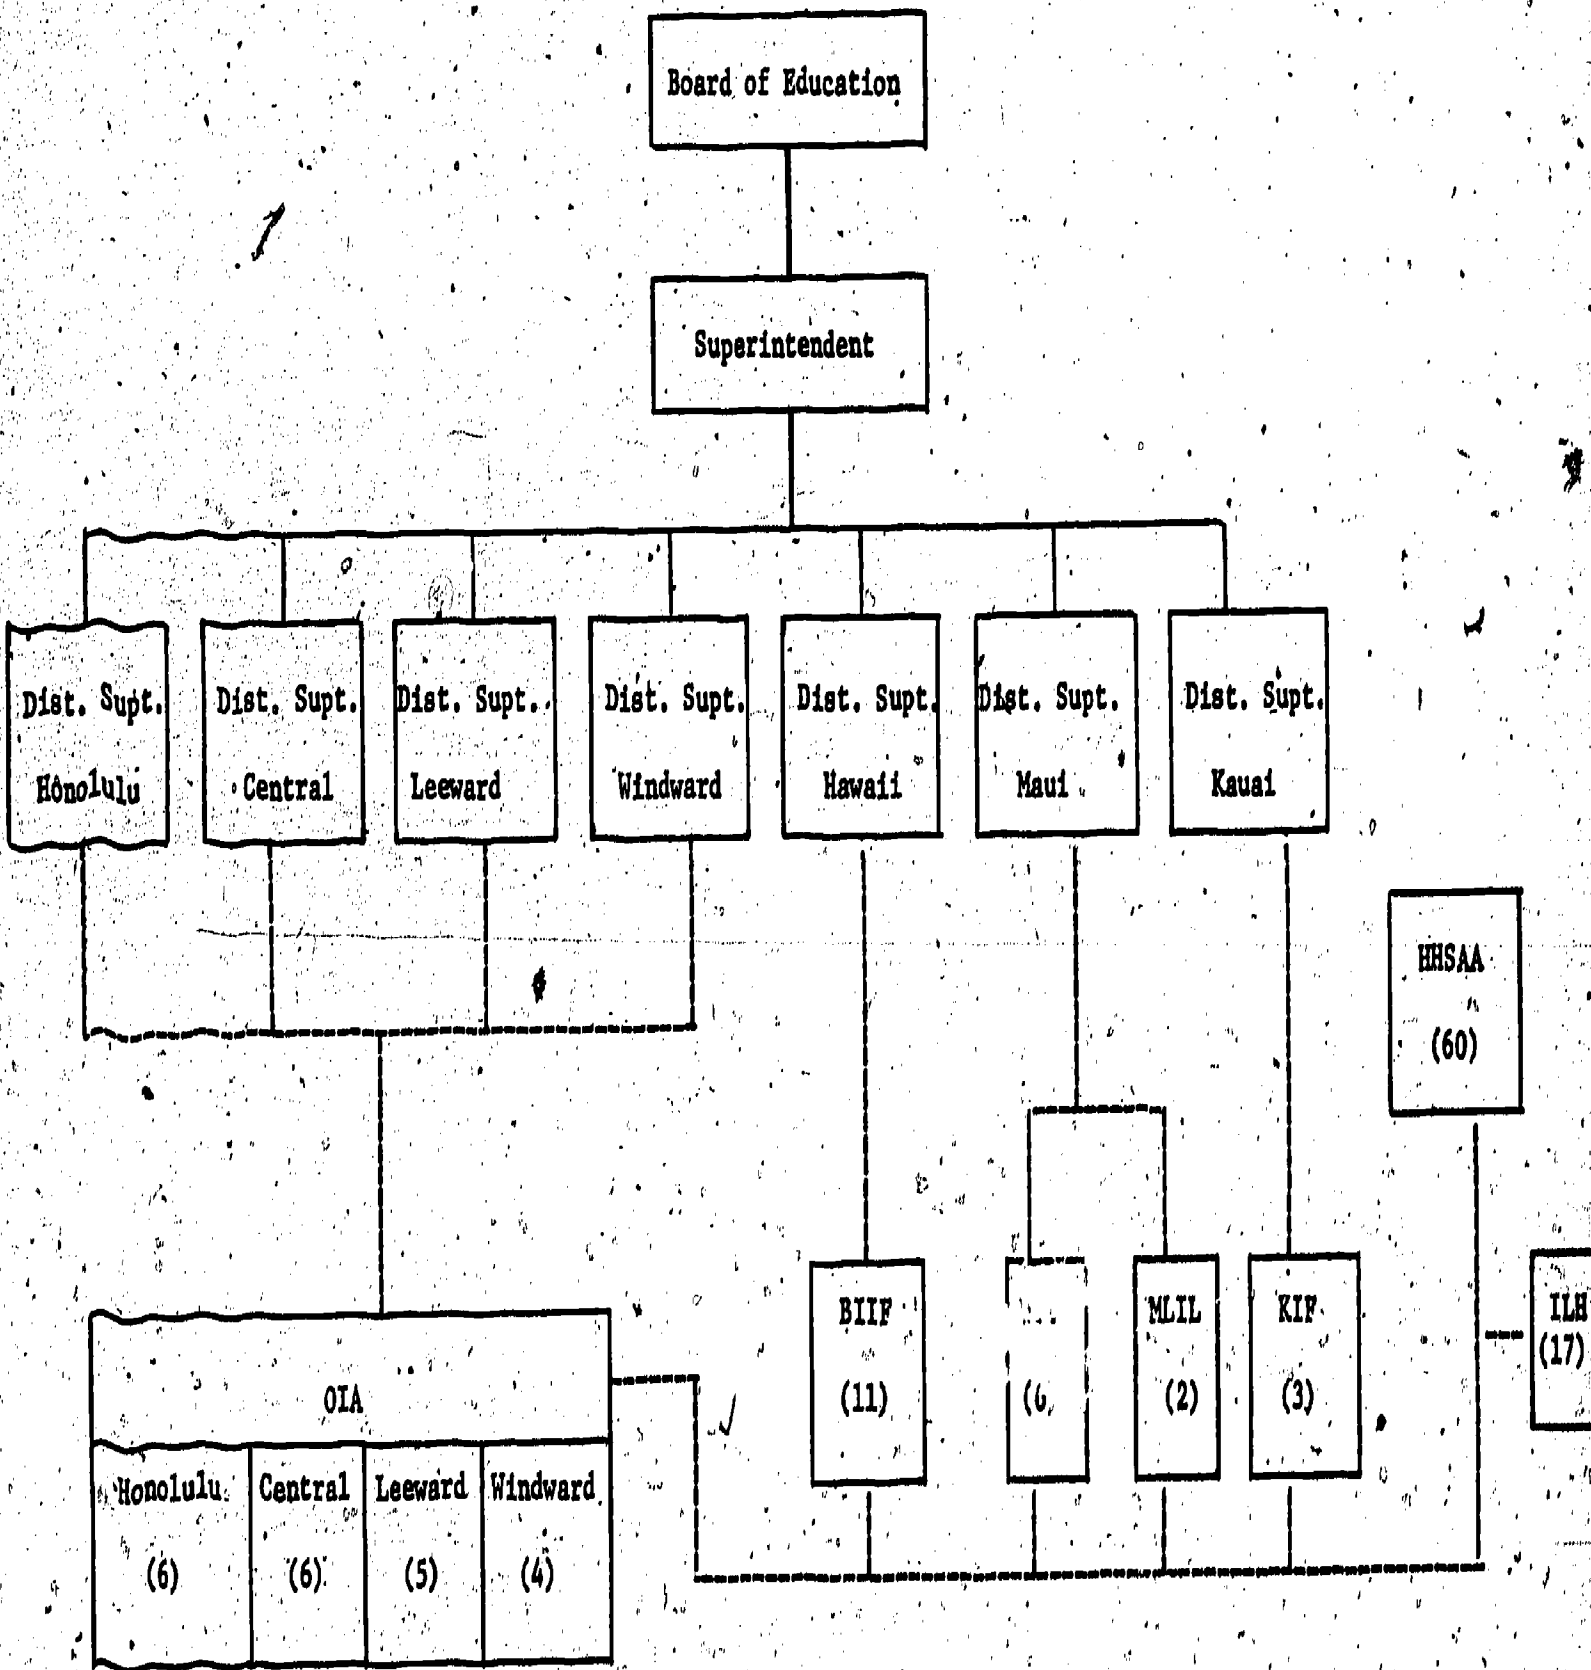 Board of Education
Superintendent
Dist. Supt.
Honolulu
Dist. Supt.
Central
Dist. Supt.
Leeward
Dist. Supt.
Windward
Dist. Supt.
Hawaii
Dist. Supt.
Maui
Dist. Supt.
Kauai
HHSAA
(60)
BIIF
(11)
MLIL
(2)
KIF
(3)
ILH
(17)
OIA
Honolulu
(6)
Central
(6)
Leeward
(5)
Windward
(4)